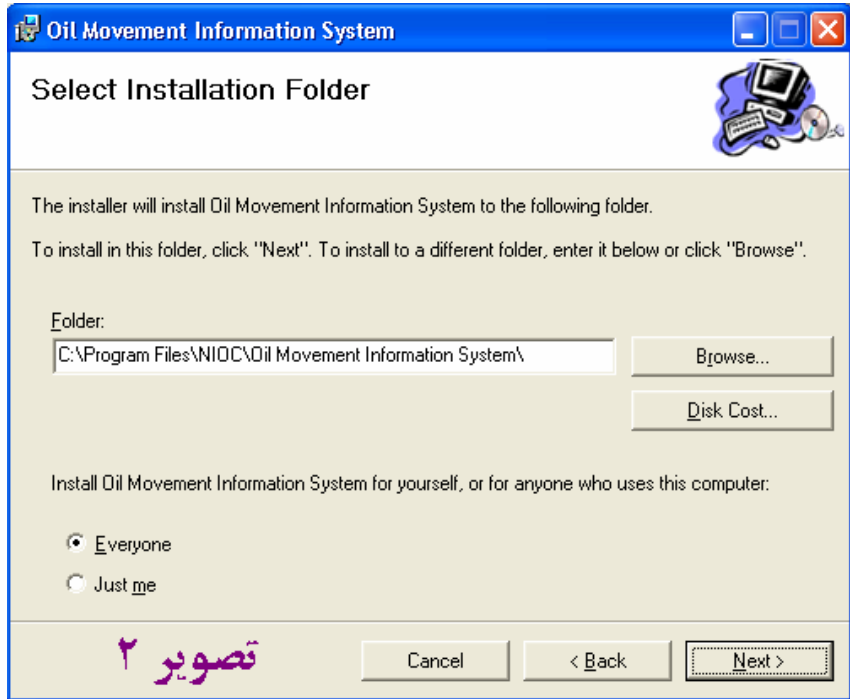 Oil Movement Information System
Select Installation Folder
The installer will install Oil Movement Information System to the following folder.
To install in this folder, click "Next". To install to a different folder, enter it below or click "Browse".
Folder:
C:\Program Files\NIOC\Oil Movement Information System\
Browse...
Disk Cost...
Install Oil Movement Information System for yourself, or for anyone who uses this computer:
Everyone
Just me
تصویر ۲
Cancel
< Back
Next >